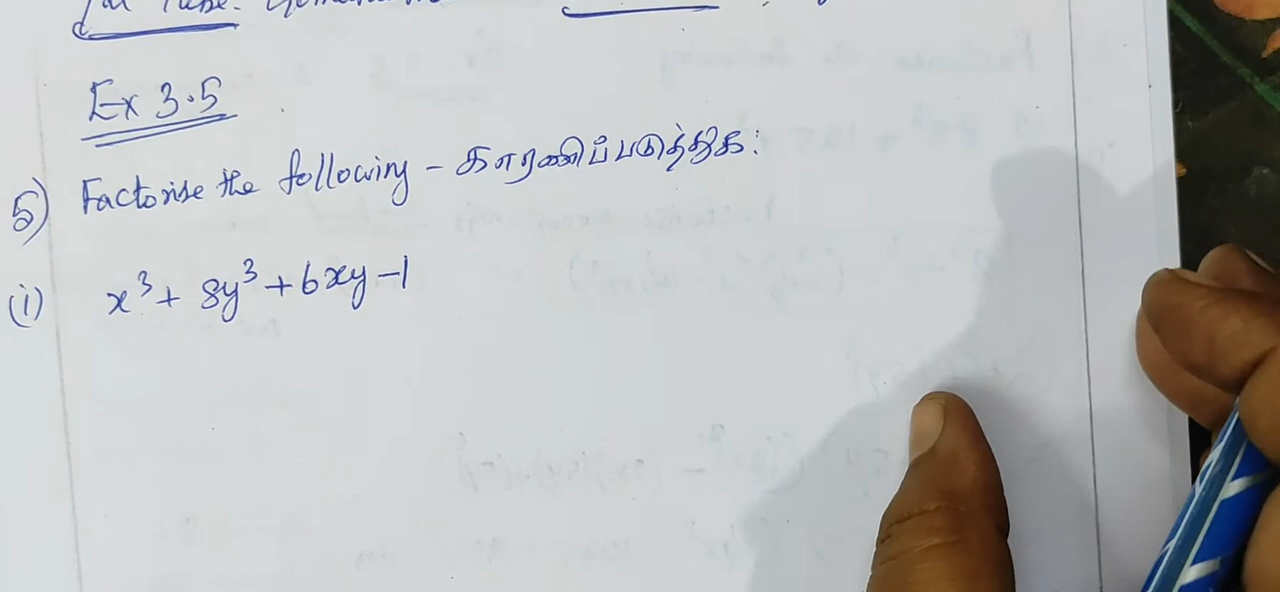 Ex 3.5
5) Factorise the following - காரணிப்படுத்துக:
(i) x³ + 8y³ + 6xy - 1